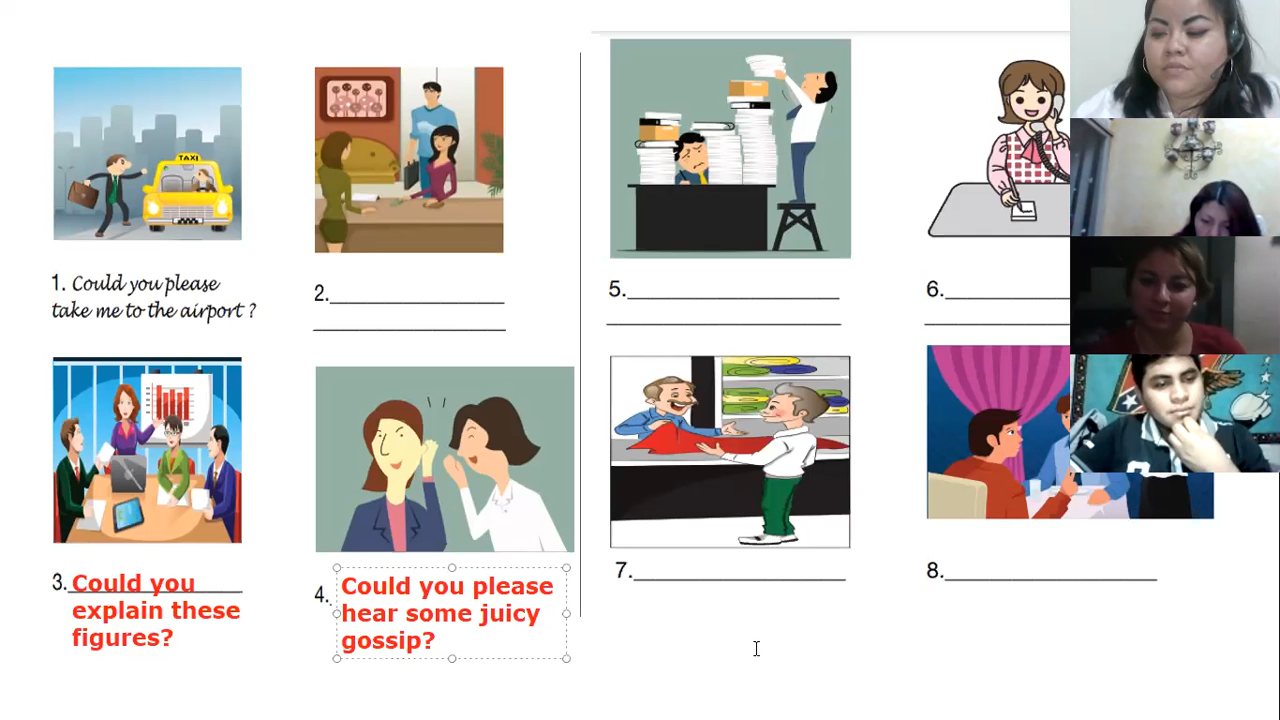 TAXI
1. Could you please
take me to the airport ?
2.
3. Could you
explain these
figures?
4. Could you please
hear some juicy
gossip?
5.
6.
7.
8.